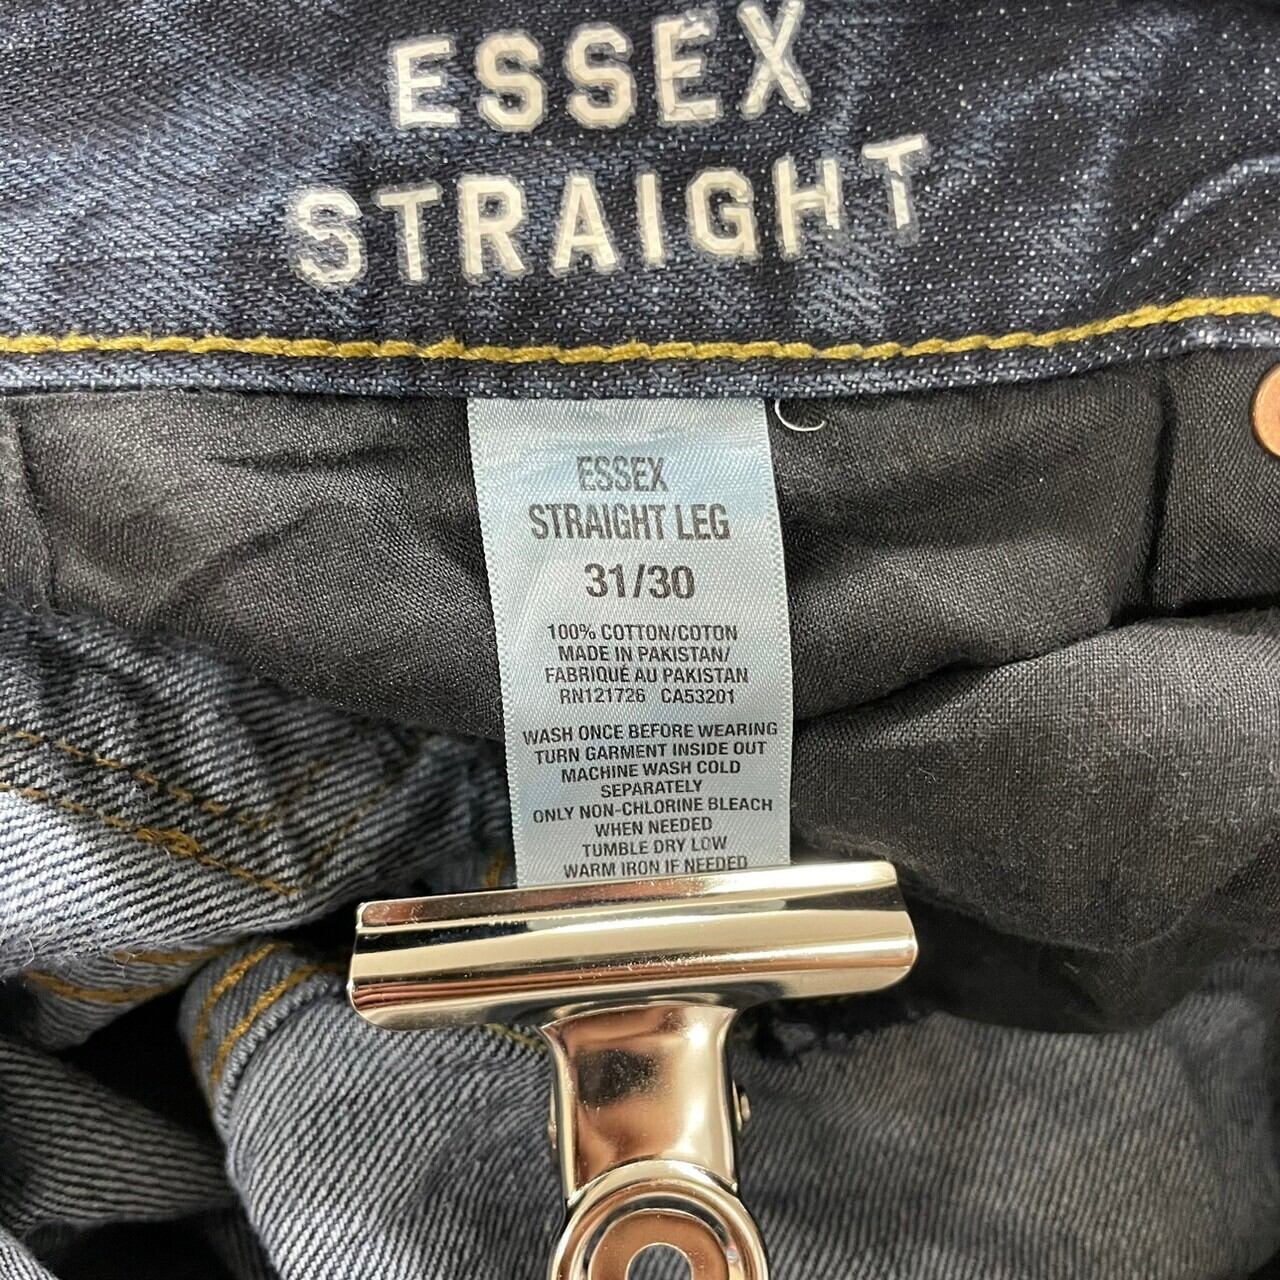 ESSEX
STRAIGHT
ESSEX
STRAIGHT LEG
31/30
100% COTTON/COTON
MADE IN PAKISTAN/
FABRIQUÉ AU PAKISTAN
RN121726 CA53201
WASH ONCE BEFORE WEARING
TURN GARMENT INSIDE OUT
MACHINE WASH COLD
SEPARATELY
ONLY NON-CHLORINE BLEACH
WHEN NEEDED
TUMBLE DRY LOW
WARM IRON IF NEEDED